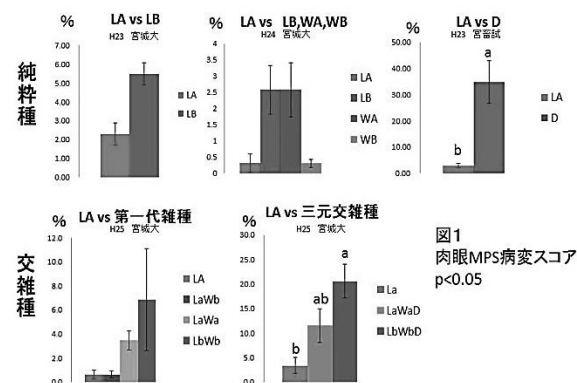 LA vs LB
% H23 宮城大
7.00
6.00
5.00
4.00
3.00
2.00
1.00
0.00
LA
LB
LA vs LB,WA,WB
% H24 宮城大
4
3.5
3
2.5
2
1.5
1
0.5
0
LA
LB
WA
WB
LA vs D
% H23 宮畜試
50.00
40.00
30.00
20.00
10.00
0.00
b
a
LA
D
純粋種
LA vs 第一代雑種
% H25 宮城大
12.0
10.0
8.0
6.0
4.0
2.0
0.0
LA
LaWb
LaWa
LbWb
LA vs 三元交雑種
% H25 宮城大
30.0
25.0
20.0
15.0
10.0
5.0
0.0
b
ab
a
La
LaWaD
LbWbD
交雑種
図1
肉眼MPS病変スコア
p<0.05